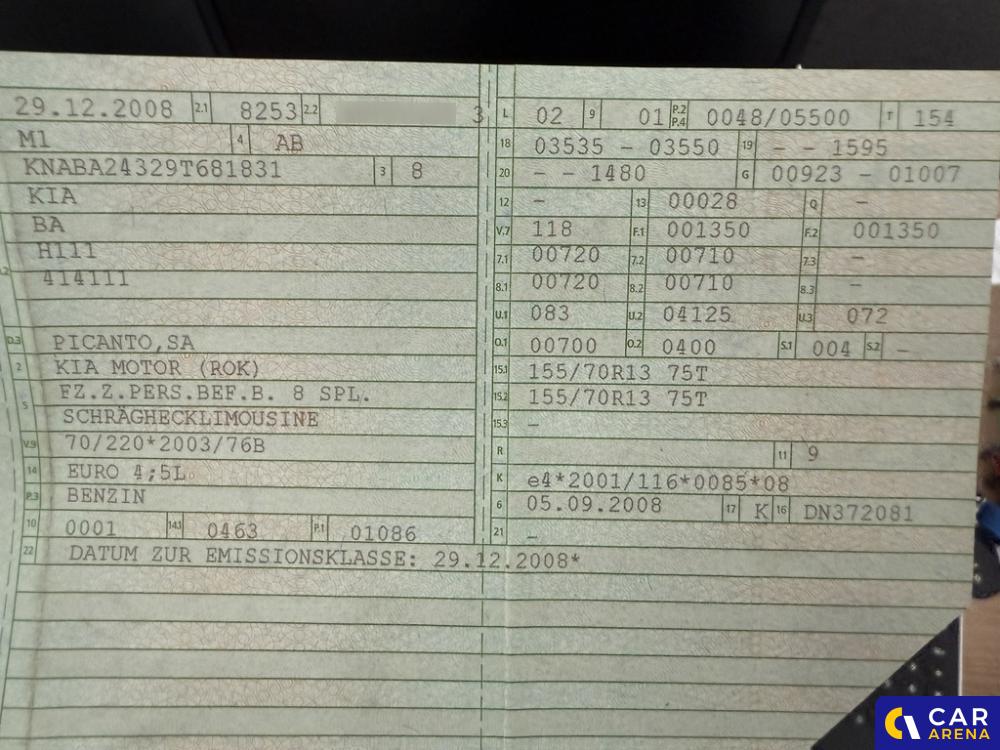 29.12.2008 2.1 8253 2.2 3
M1 4 AB
KNABA24329T681831 3 8
KIA
BA
H111
414111
D.3 PICANTO,SA
2 KIA MOTOR (ROK)
FZ.Z.PERS.BEF.B. 8 SPL.
5 SCHRÄGHECKLIMOUSINE
V.9 70/220*2003/76B
14 EURO 4;5L
P.3 BENZIN
10 0001 14.1 0463 P.1 01086
L 02 9 01 P.2 P.4 0048/05500 T 154
18 03535 - 03550 19 - - 1595
20 - - 1480 G 00923 - 01007
12 - 13 00028 Q -
V.7 118 F.1 001350 F.2 001350
7.1 00720 7.2 00710 7.3 -
8.1 00720 8.2 00710 8.3 -
U.1 083 U.2 04125 U.3 072
O.1 00700 O.2 0400 S.1 004 S.2 -
15.1 155/70R13 75T
15.2 155/70R13 75T
15.3 -
R 11 9
K e4*2001/116*0085*08
6 05.09.2008 17 K 16 DN372081
21 -
22 DATUM ZUR EMISSIONSKLASSE: 29.12.2008*
CAR
ARENA